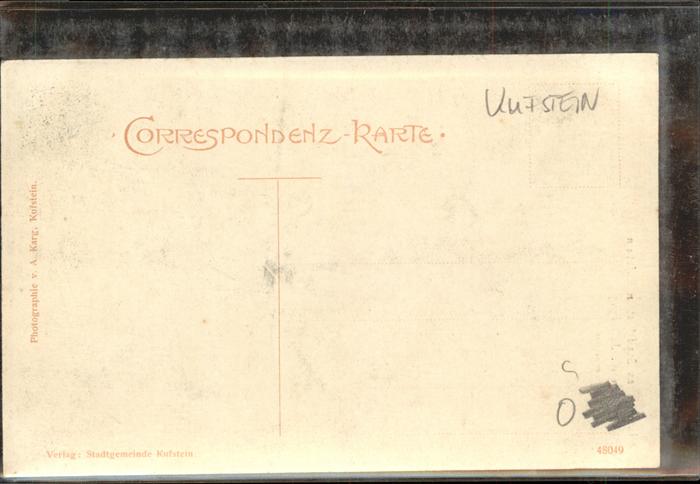 KUFSTEIN
· CORRESPONDENZ-KARTE ·
Photographie v. A. Karg, Kufstein.
Verlag: Stadtgemeinde Kufstein
48049